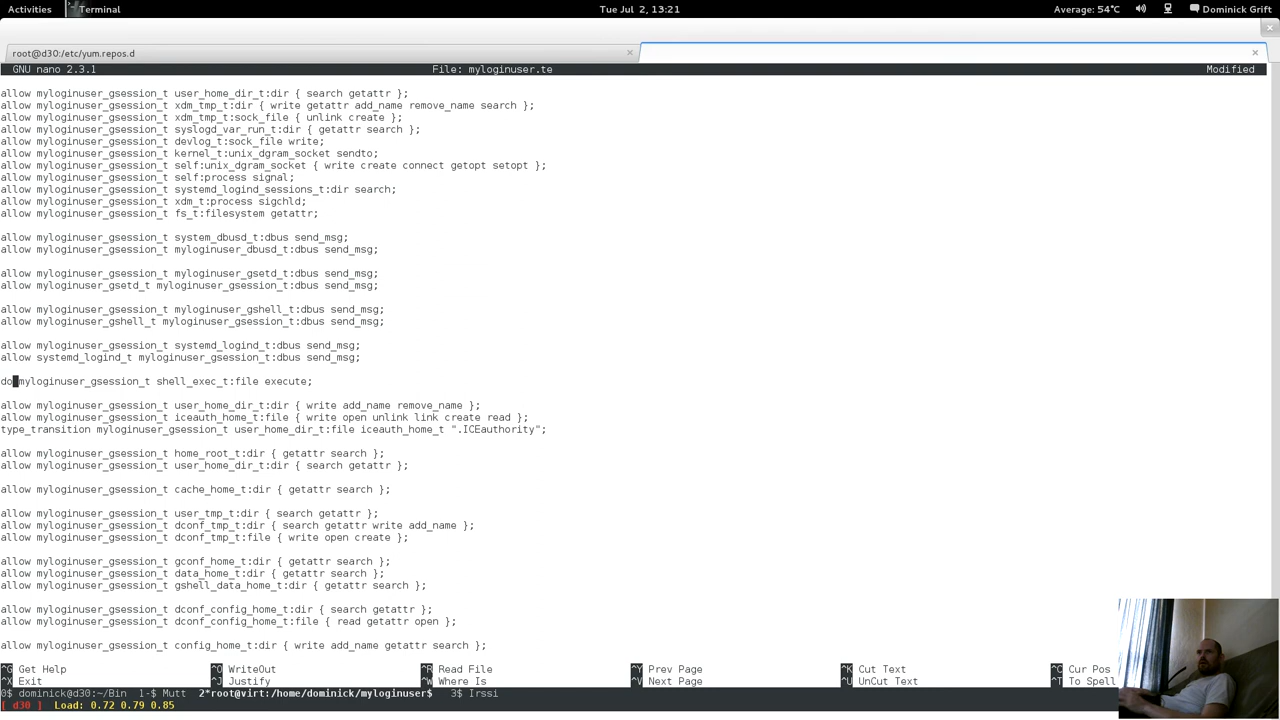 Activities Terminal Tue Jul 2, 13:21 Average: 54°C Dominick Grift
root@d30:/etc/yum.repos.d
GNU nano 2.3.1 File: myloginuser.te Modified
allow myloginuser_gsession_t user_home_dir_t:dir { search getattr };
allow myloginuser_gsession_t xdm_tmp_t:dir { write getattr add_name remove_name search };
allow myloginuser_gsession_t xdm_tmp_t:sock_file { unlink create };
allow myloginuser_gsession_t syslogd_var_run_t:dir { getattr search };
allow myloginuser_gsession_t devlog_t:sock_file write;
allow myloginuser_gsession_t kernel_t:unix_dgram_socket sendto;
allow myloginuser_gsession_t self:unix_dgram_socket { write create connect getopt setopt };
allow myloginuser_gsession_t self:process signal;
allow myloginuser_gsession_t systemd_logind_sessions_t:dir search;
allow myloginuser_gsession_t xdm_t:process sigchld;
allow myloginuser_gsession_t fs_t:filesystem getattr;
allow myloginuser_gsession_t system_dbusd_t:dbus send_msg;
allow myloginuser_gsession_t myloginuser_dbusd_t:dbus send_msg;
allow myloginuser_gsession_t myloginuser_gsetd_t:dbus send_msg;
allow myloginuser_gsetd_t myloginuser_gsession_t:dbus send_msg;
allow myloginuser_gsession_t myloginuser_gshell_t:dbus send_msg;
allow myloginuser_gshell_t myloginuser_gsession_t:dbus send_msg;
allow myloginuser_gsession_t systemd_logind_t:dbus send_msg;
allow systemd_logind_t myloginuser_gsession_t:dbus send_msg;
do myloginuser_gsession_t shell_exec_t:file execute;
allow myloginuser_gsession_t user_home_dir_t:dir { write add_name remove_name };
allow myloginuser_gsession_t iceauth_home_t:file { write open unlink link create read };
type_transition myloginuser_gsession_t user_home_dir_t:file iceauth_home_t ".ICEauthority";
allow myloginuser_gsession_t home_root_t:dir { getattr search };
allow myloginuser_gsession_t user_home_dir_t:dir { search getattr };
allow myloginuser_gsession_t cache_home_t:dir { getattr search };
allow myloginuser_gsession_t user_tmp_t:dir { search getattr };
allow myloginuser_gsession_t dconf_tmp_t:dir { search getattr write add_name };
allow myloginuser_gsession_t dconf_tmp_t:file { write open create };
allow myloginuser_gsession_t gconf_home_t:dir { getattr search };
allow myloginuser_gsession_t data_home_t:dir { getattr search };
allow myloginuser_gsession_t gshell_data_home_t:dir { getattr search };
allow myloginuser_gsession_t dconf_config_home_t:dir { search getattr };
allow myloginuser_gsession_t dconf_config_home_t:file { read getattr open };
allow myloginuser_gsession_t config_home_t:dir { write add_name getattr search };
^G Get Help ^O WriteOut ^R Read File ^Y Prev Page ^K Cut Text ^C Cur Pos
^X Exit ^J Justify ^W Where Is ^V Next Page ^U UnCut Text ^T To Spell
0$ dominick@d30:~/Bin 1-$ Mutt 2*root@virt:/home/dominick/myloginuser$ 3$ Irssi
[ d30 ] Load: 0.72 0.79 0.85